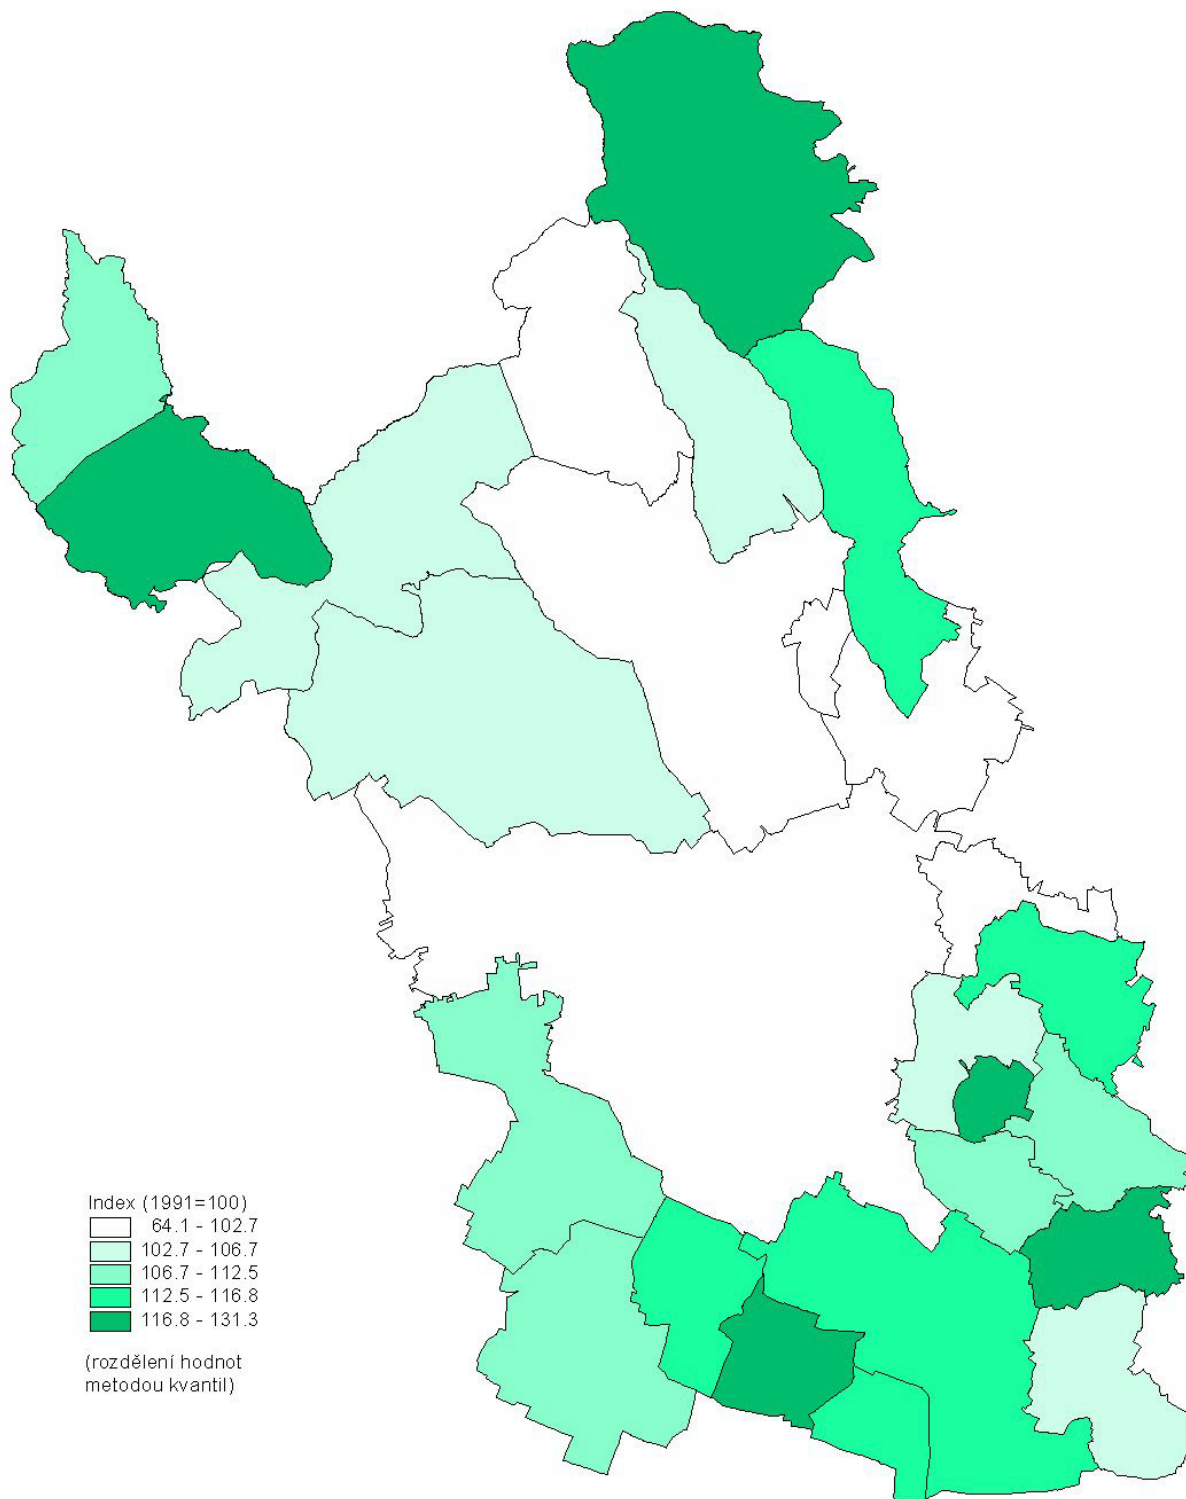 Index (1991=100)
64.1 - 102.7
102.7 - 106.7
106.7 - 112.5
112.5 - 116.8
116.8 - 131.3
(rozdělení hodnot
metodou kvantil)